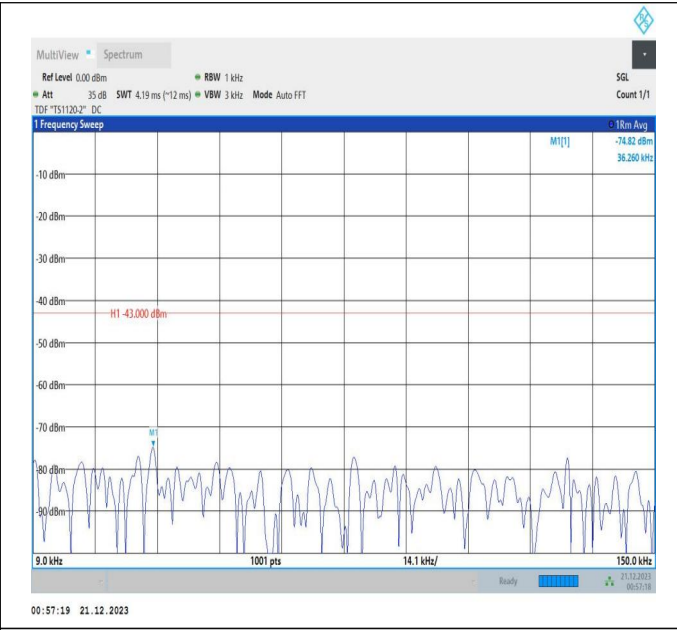 MultiView Spectrum
Ref Level 0.00 dBm RBW 1 kHz SGL
Att 35 dB SWT 4.19 ms (~12 ms) VBW 3 kHz Mode Auto FFT Count 1/1
TDF "TS1120-2" DC
1 Frequency Sweep 1Rm Avg
M1[1] -74.82 dBm
36.260 kHz
-10 dBm
-20 dBm
-30 dBm
-40 dBm
H1 -43.000 dBm
-50 dBm
-60 dBm
-70 dBm
M1
-80 dBm
-90 dBm
9.0 kHz 1001 pts 14.1 kHz/ 150.0 kHz
Ready 21.12.2023
00:57:18
00:57:19 21.12.2023